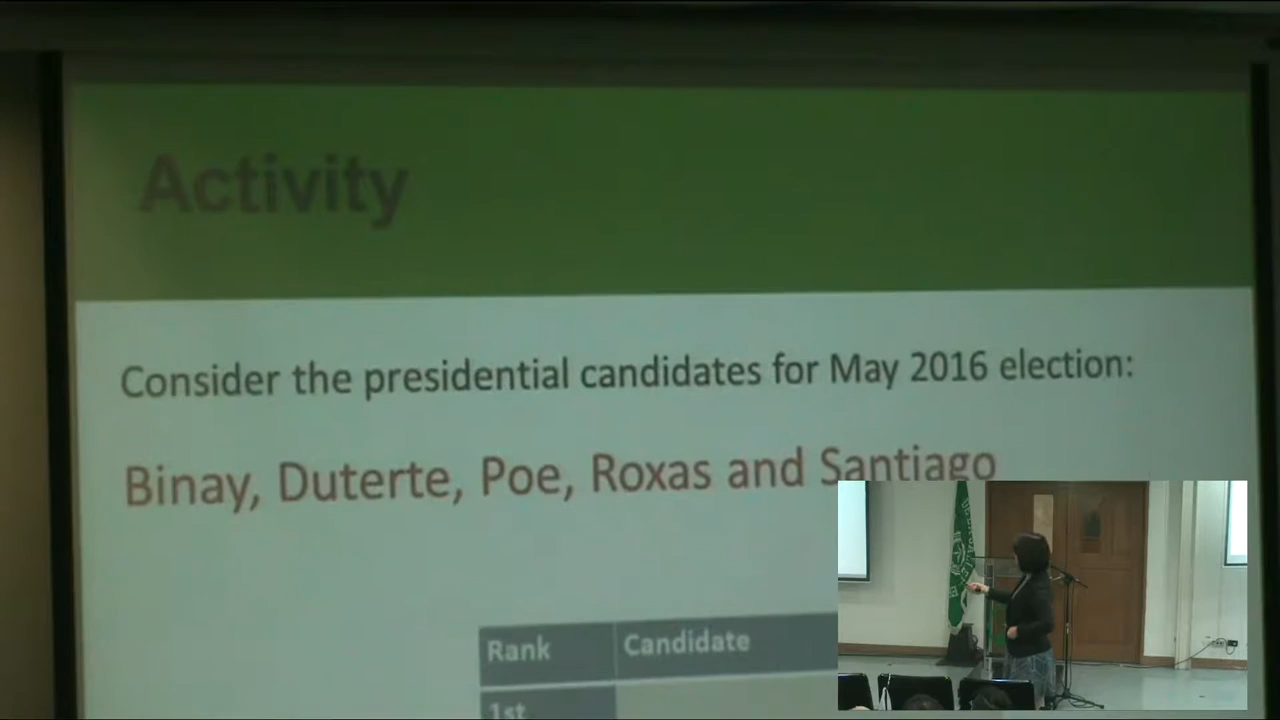 Activity
Consider the presidential candidates for May 2016 election:
Binay, Duterte, Poe, Roxas and Santiago
Rank Candidate
1st